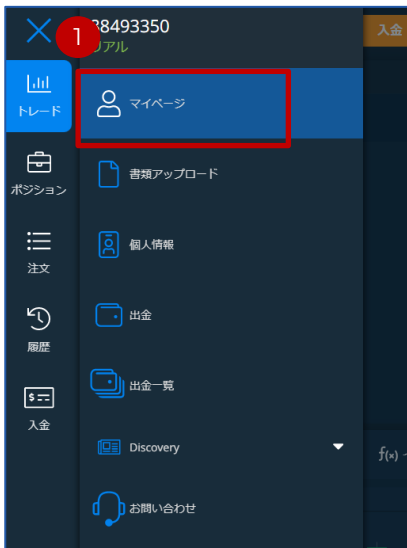 1
38493350
リアル
入金
トレード
マイページ
書類アップロード
ポジション
個人情報
注文
出金
履歴
出金一覧
入金
Discovery
f(x)
お問い合わせ